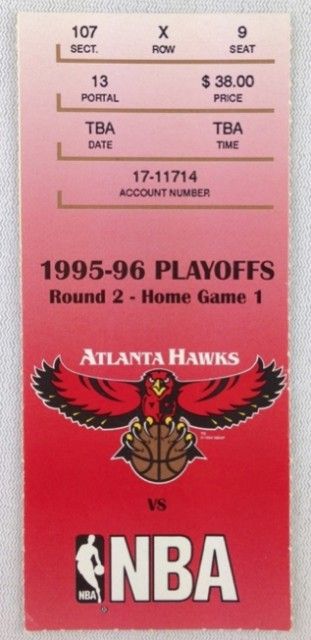 107 X 9
SECT. ROW SEAT
13 $ 38.00
PORTAL PRICE
TBA TBA
DATE TIME
17-11714
ACCOUNT NUMBER
1995-96 PLAYOFFS
Round 2 - Home Game 1
ATLANTA HAWKS
VS
NBA
NBA